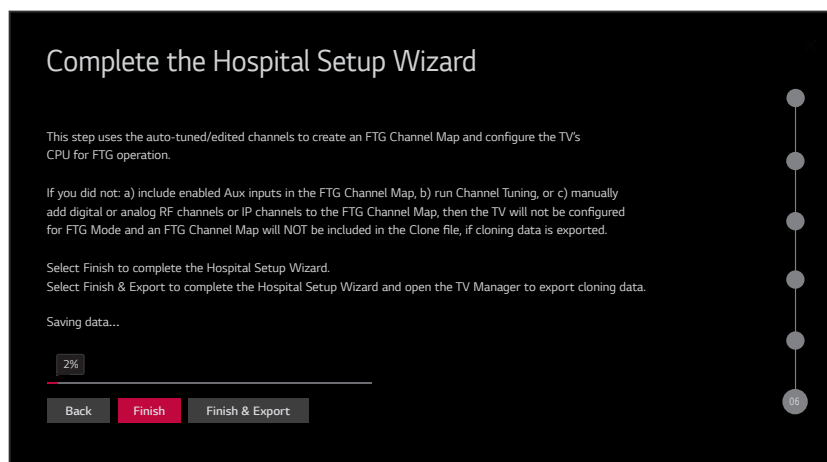 Complete the Hospital Setup Wizard
This step uses the auto-tuned/edited channels to create an FTG Channel Map and configure the TV's
CPU for FTG operation.
If you did not: a) include enabled Aux inputs in the FTG Channel Map, b) run Channel Tuning, or c) manually
add digital or analog RF channels or IP channels to the FTG Channel Map, then the TV will not be configured
for FTG Mode and an FTG Channel Map will NOT be included in the Clone file, if cloning data is exported.
Select Finish to complete the Hospital Setup Wizard.
Select Finish & Export to complete the Hospital Setup Wizard and open the TV Manager to export cloning data.
Saving data...
2%
Back Finish Finish & Export
06